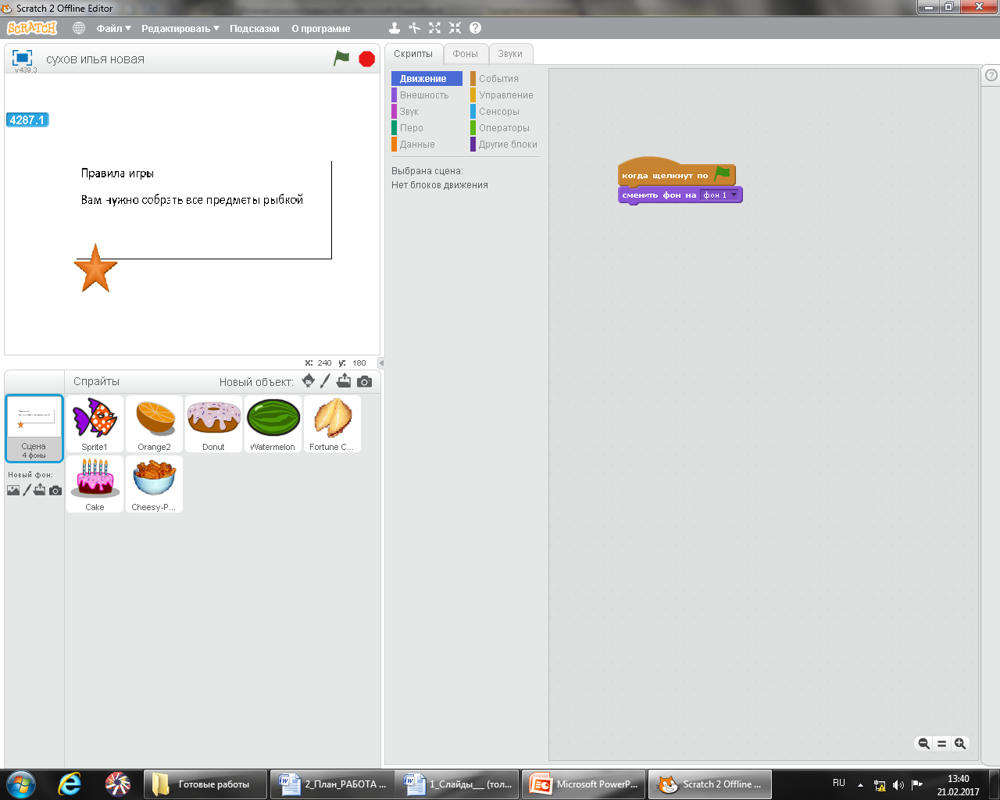 Scratch 2 Offline Editor
SCRATCH
Файл
Редактировать
Подсказки
О программе
сухов илья новая
v439.3
4287.1
Правила игры
Вам нужно собрать все предметы рыбкой
x: 240 y: 180
Спрайты
Новый объект:
Сцена
4 фоны
Новый фон:
Sprite1
Orange2
Donut
Watermelon
Fortune C...
Cake
Cheesy-P...
Скрипты
Фоны
Звуки
Движение
События
Внешность
Управление
Звук
Сенсоры
Перо
Операторы
Данные
Другие блоки
Выбрана сцена:
Нет блоков движения
когда щелкнут по
сменить фон на фон 1
Готовые работы
2_План_РАБОТА ...
1_Слайды___ (тол...
Microsoft PowerP...
Scratch 2 Offline ...
RU
13:40
21.02.2017